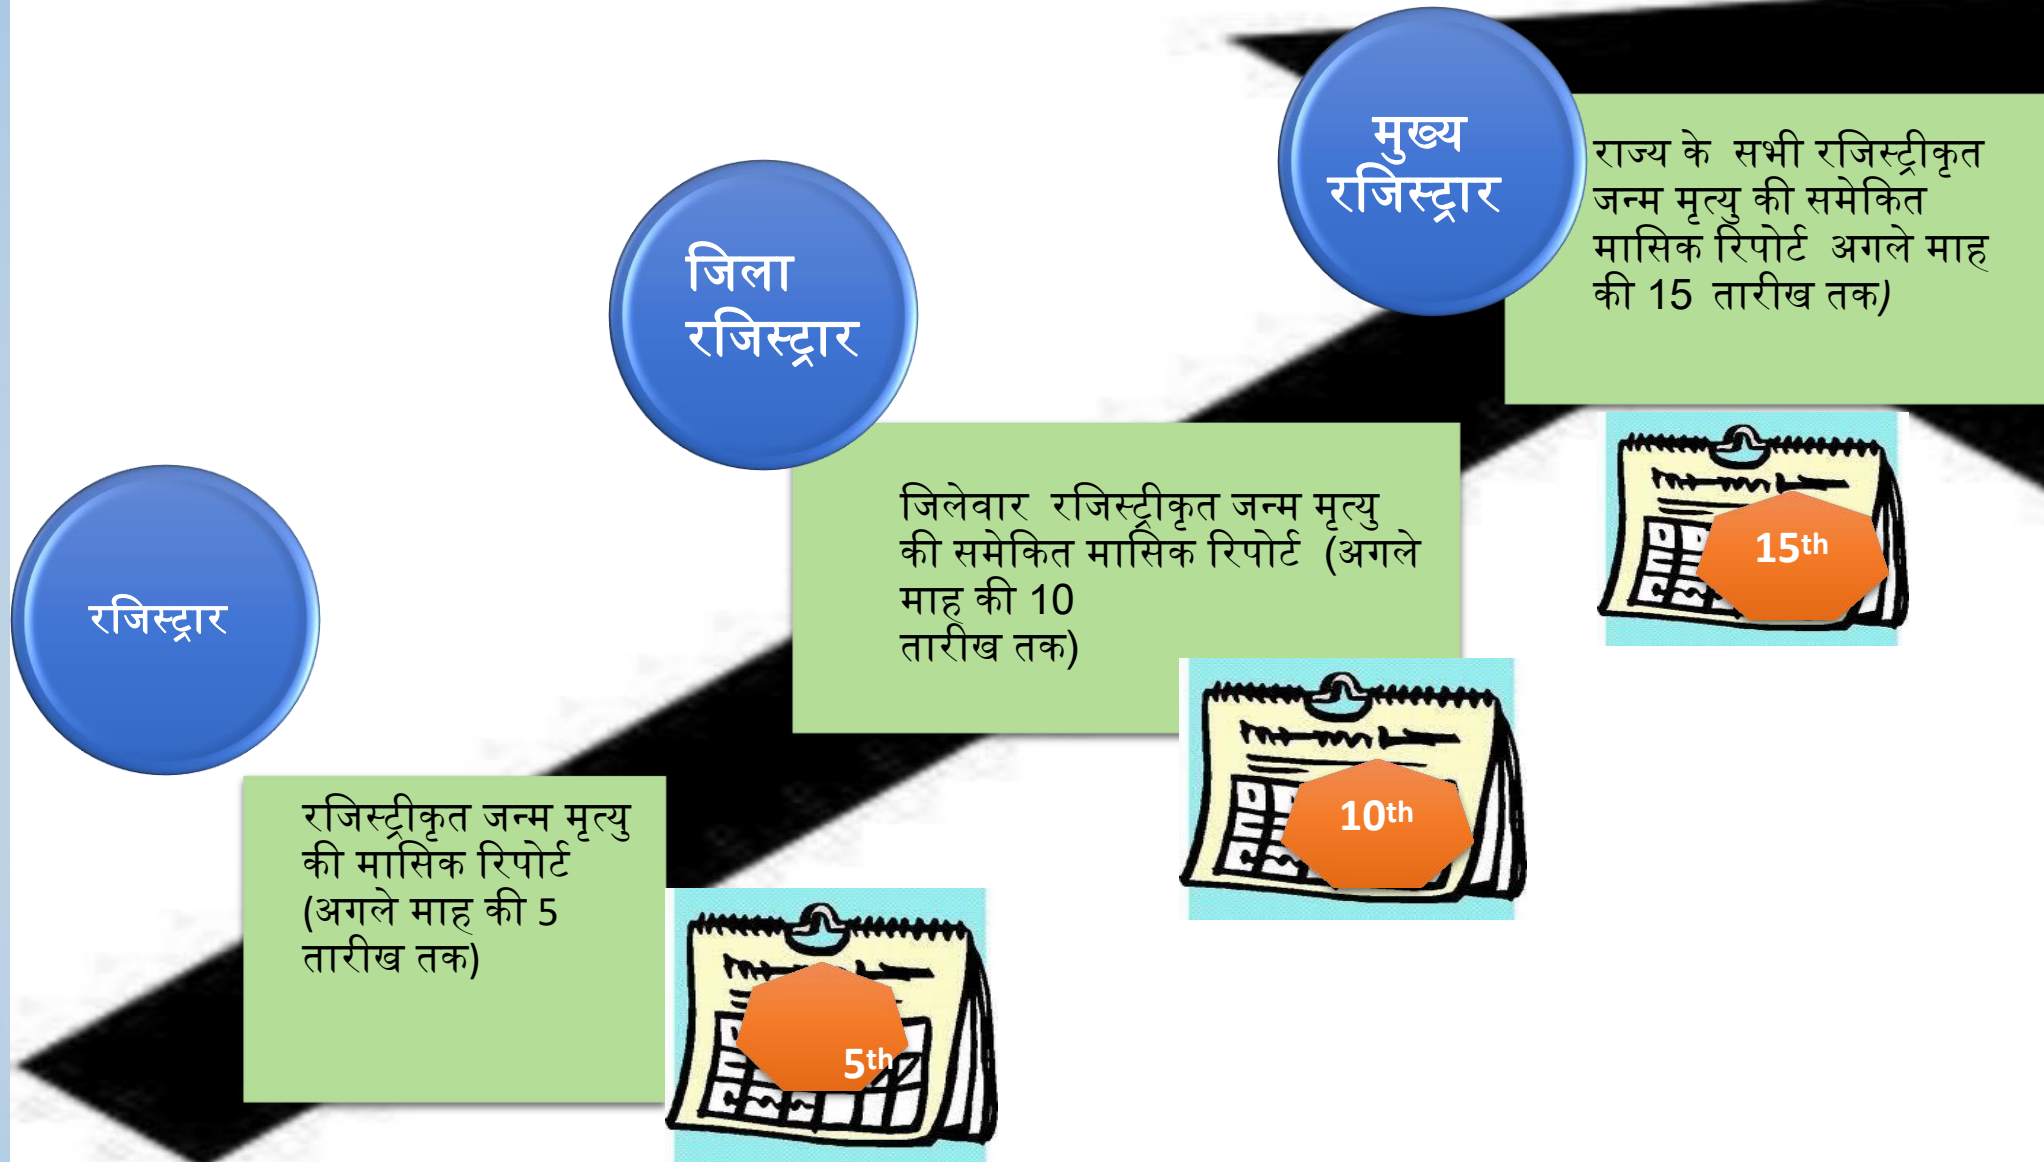 मुख्य
रजिस्ट्रार
राज्य के सभी रजिस्ट्रीकृत
जन्म मृत्यु की समेकित
मासिक रिपोर्ट अगले माह
की 15 तारीख तक)
15th
जिला
रजिस्ट्रार
जिलेवार रजिस्ट्रीकृत जन्म मृत्यु
की समेकित मासिक रिपोर्ट (अगले
माह की 10
तारीख तक)
10th
रजिस्ट्रार
रजिस्ट्रीकृत जन्म मृत्यु
की मासिक रिपोर्ट
(अगले माह की 5
तारीख तक)
5th